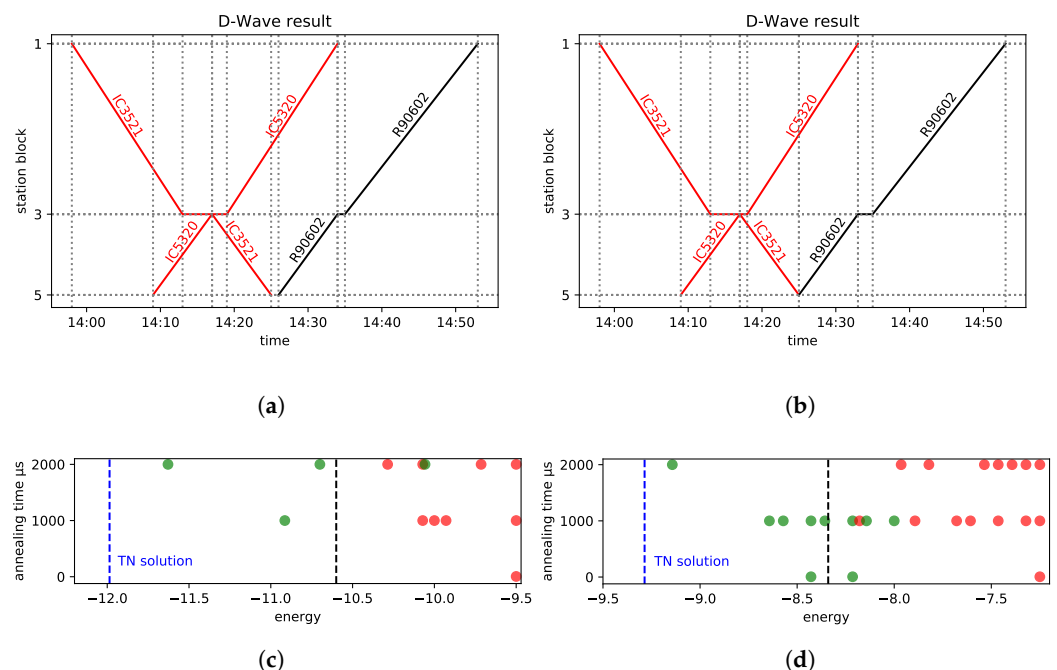 D-Wave result
station block
1
3
5
IC3521
IC5320
IC5320
IC3521
R90602
R90602
14:00 14:10 14:20 14:30 14:40 14:50
time
(a)
D-Wave result
station block
1
3
5
IC3521
IC5320
IC5320
IC3521
R90602
R90602
14:00 14:10 14:20 14:30 14:40 14:50
time
(b)
annealing time µs
2000
1000
0
TN solution
−12.0 −11.5 −11.0 −10.5 −10.0 −9.5
energy
(c)
annealing time µs
2000
1000
0
TN solution
−9.5 −9.0 −8.5 −8.0 −7.5
energy
(d)